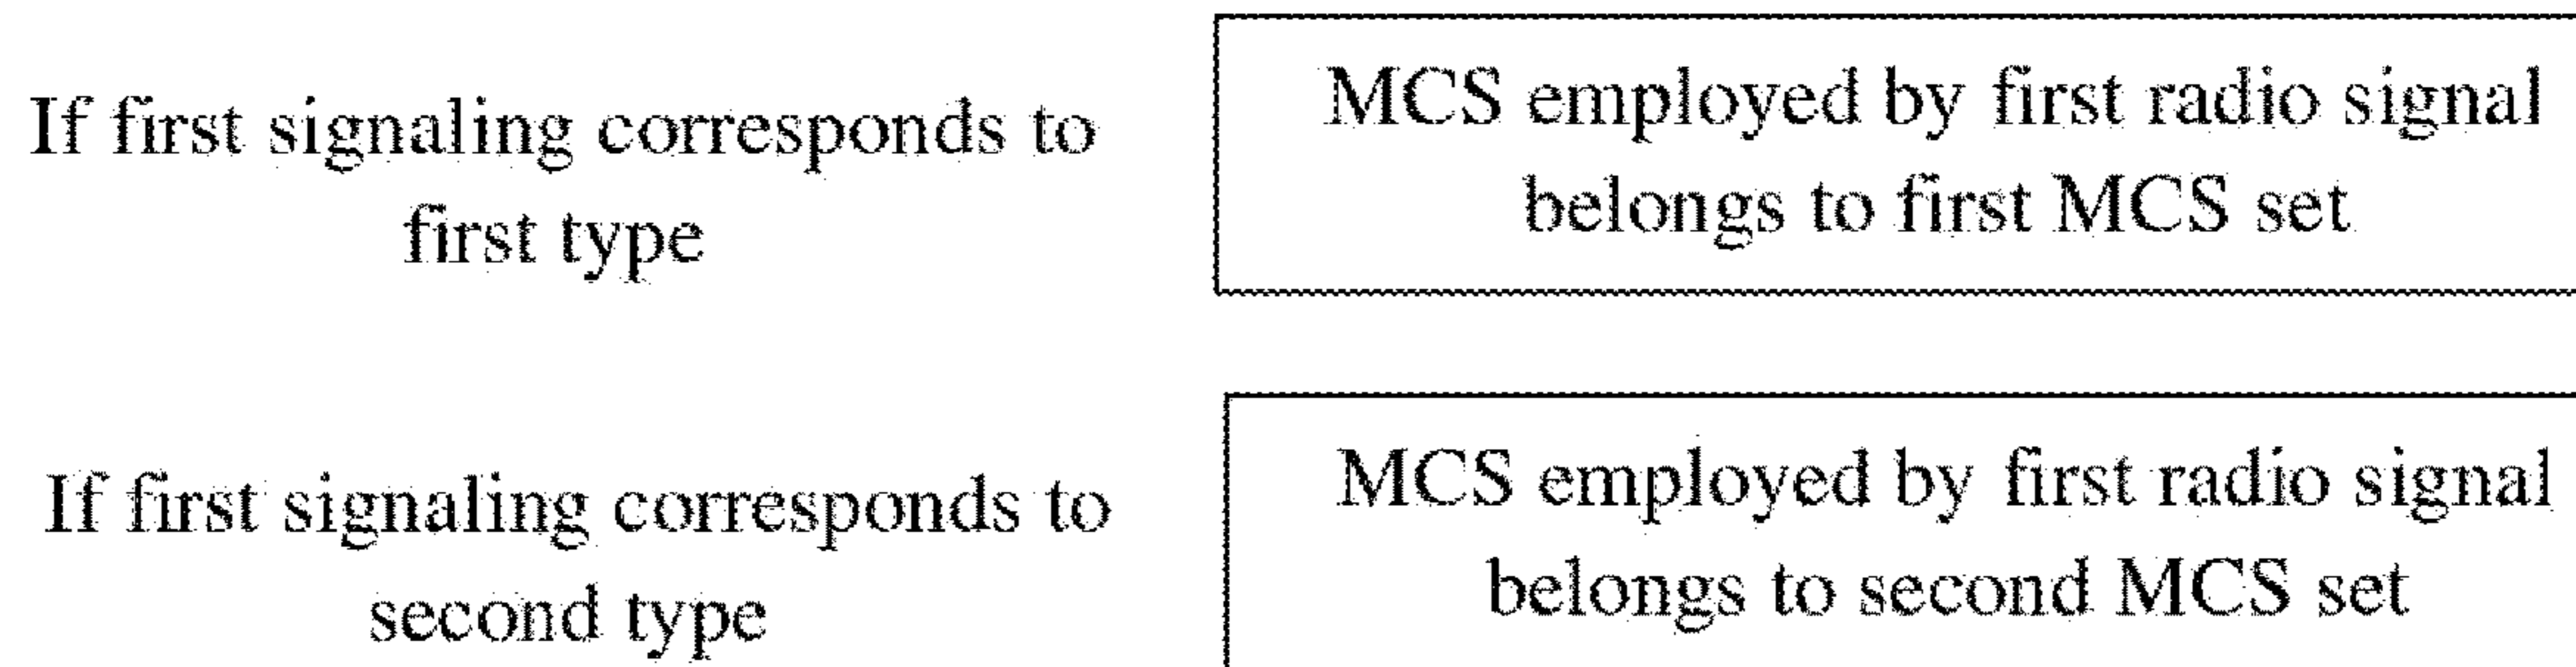 If first signaling corresponds to
first type
MCS employed by first radio signal
belongs to first MCS set
If first signaling corresponds to
second type
MCS employed by first radio signal
belongs to second MCS set